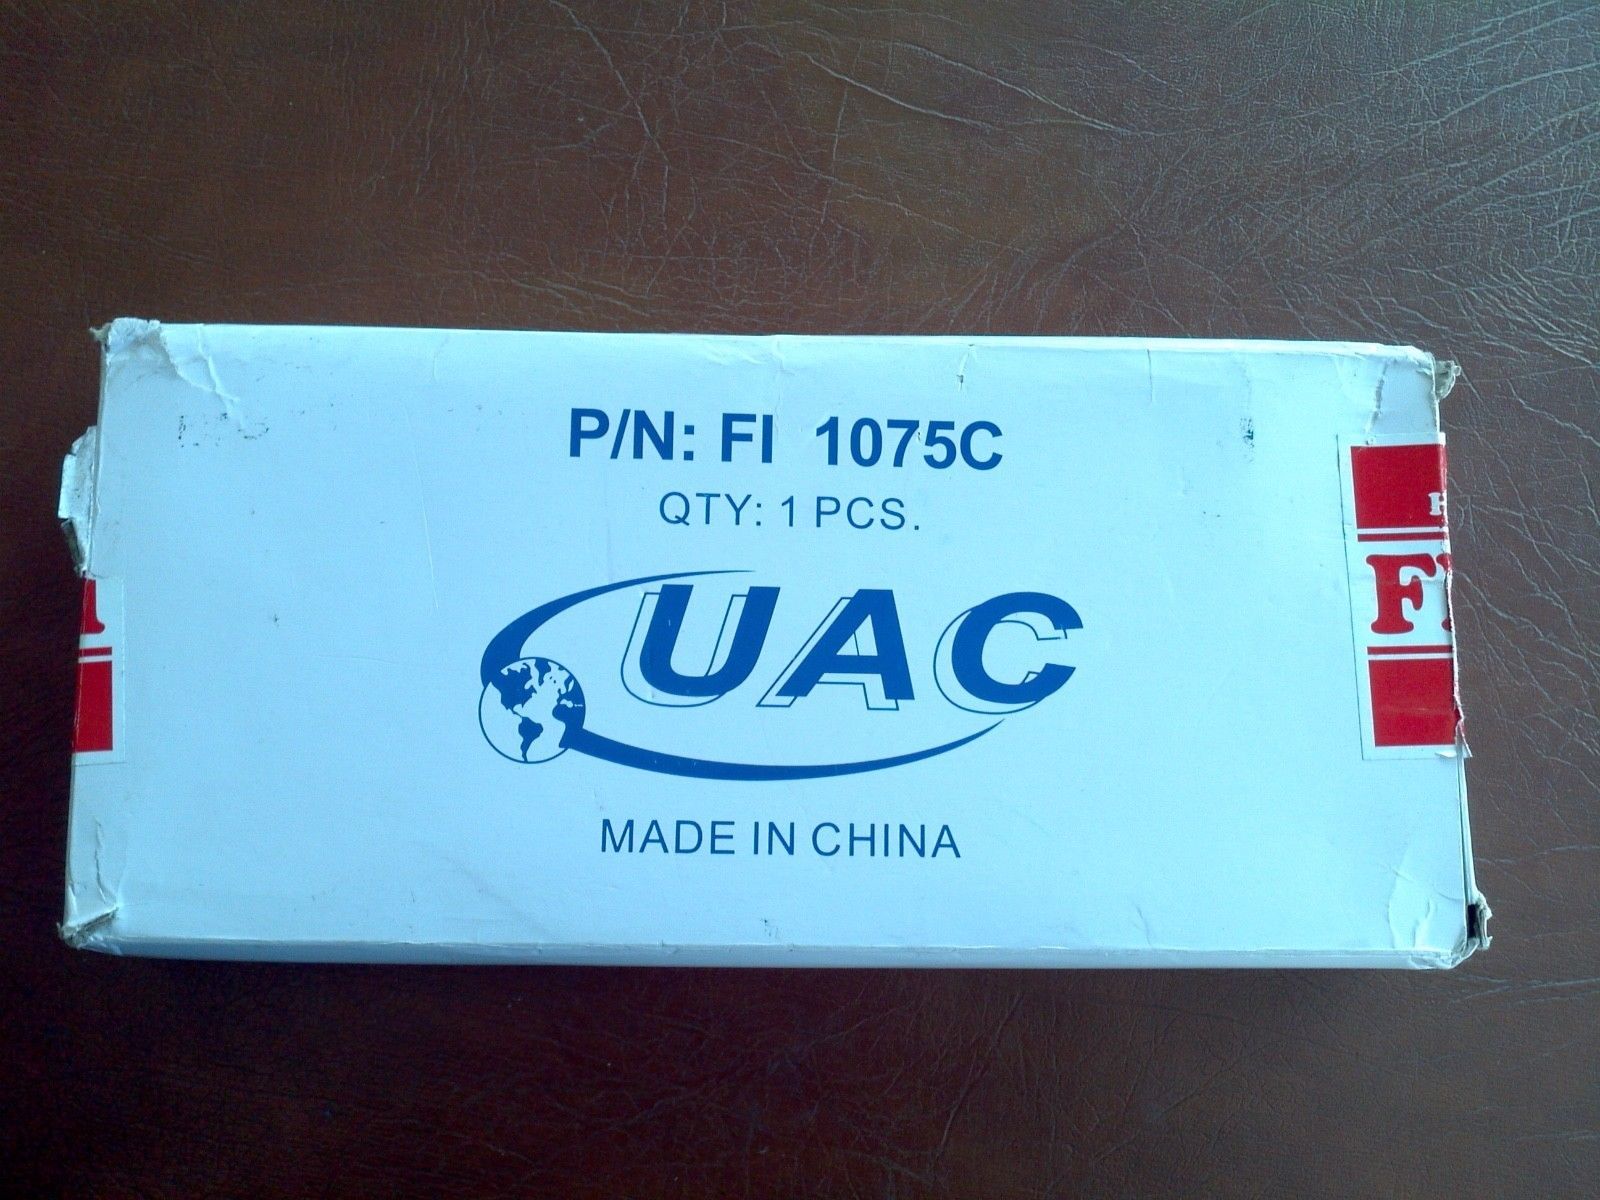 P/N: FI 1075C
QTY: 1 PCS.
UAC
MADE IN CHINA